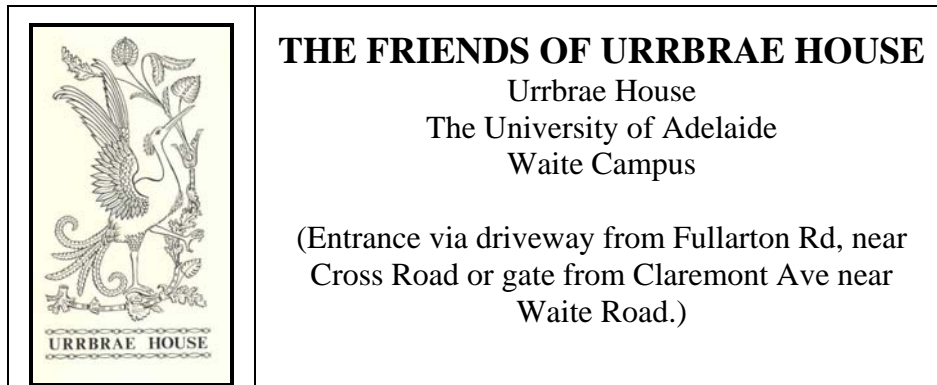 URRBRAE HOUSE
THE FRIENDS OF URRBRAE HOUSE
Urrbrae House
The University of Adelaide
Waite Campus
(Entrance via driveway from Fullarton Rd, near
Cross Road or gate from Claremont Ave near
Waite Road.)